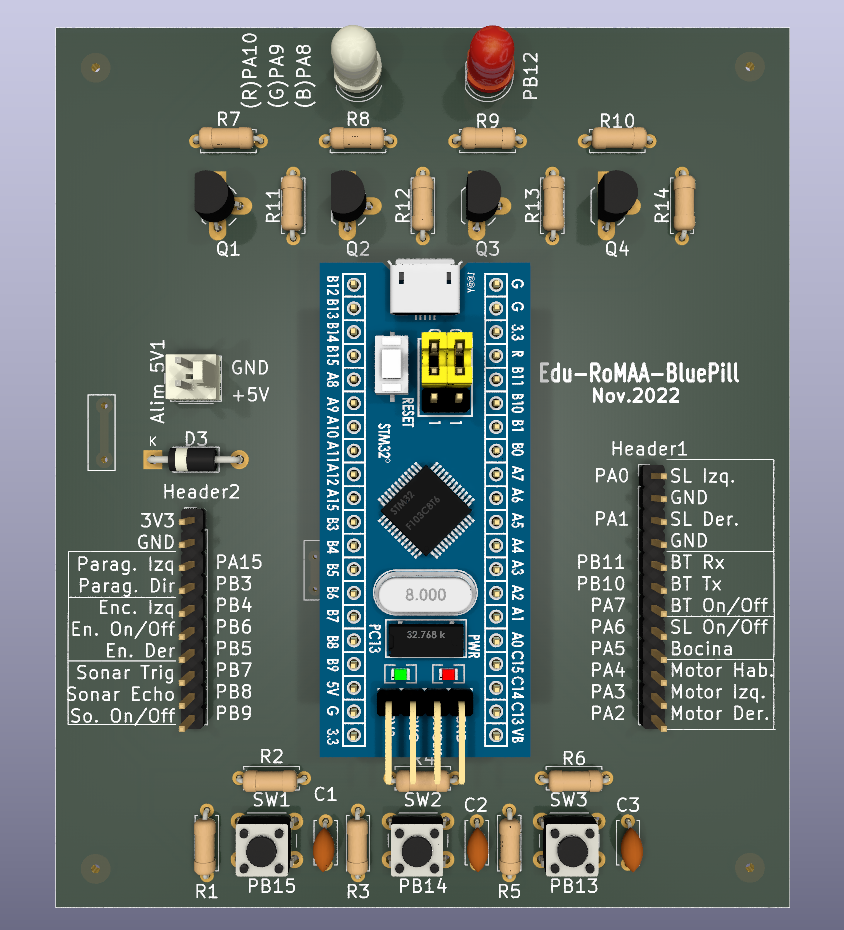 (R)PA10
(G)PA9
(B)PA8
PB12
R7
R8
R9
R10
R11
R12
R13
R14
Q1
Q2
Q3
Q4
B12
B13
B14
B15
A8
A9
A10
A11
A12
A15
B3
B4
B5
B6
B7
B8
B9
5V
G
3.3
G
G
3.3
R
B11
B10
B1
B0
A7
A6
A5
A4
A3
A2
A1
A0
C15
C14
C13
VB
RESET
STM32
STM32
F103C8T6
8.000
32.768 k
PC13
PWR
Alim 5V1
GND
+5V
K
D3
Edu-RoMAA-BluePill
Nov.2022
Header2
3V3
GND
Parag. Izq PA15
Parag. Dir PB3
Enc. Izq PB4
En. On/Off PB6
En. Der PB5
Sonar Trig PB7
Sonar Echo PB8
So. On/Off PB9
Header1
PA0 SL Izq.
GND
PA1 SL Der.
GND
PB11 BT Rx
PB10 BT Tx
PA7 BT On/Off
PA6 SL On/Off
PA5 Bocina
PA4 Motor Hab.
PA3 Motor Izq.
PA2 Motor Der.
R2
R4
R6
SW1
C1
SW2
C2
SW3
C3
R1
PB15
R3
PB14
R5
PB13